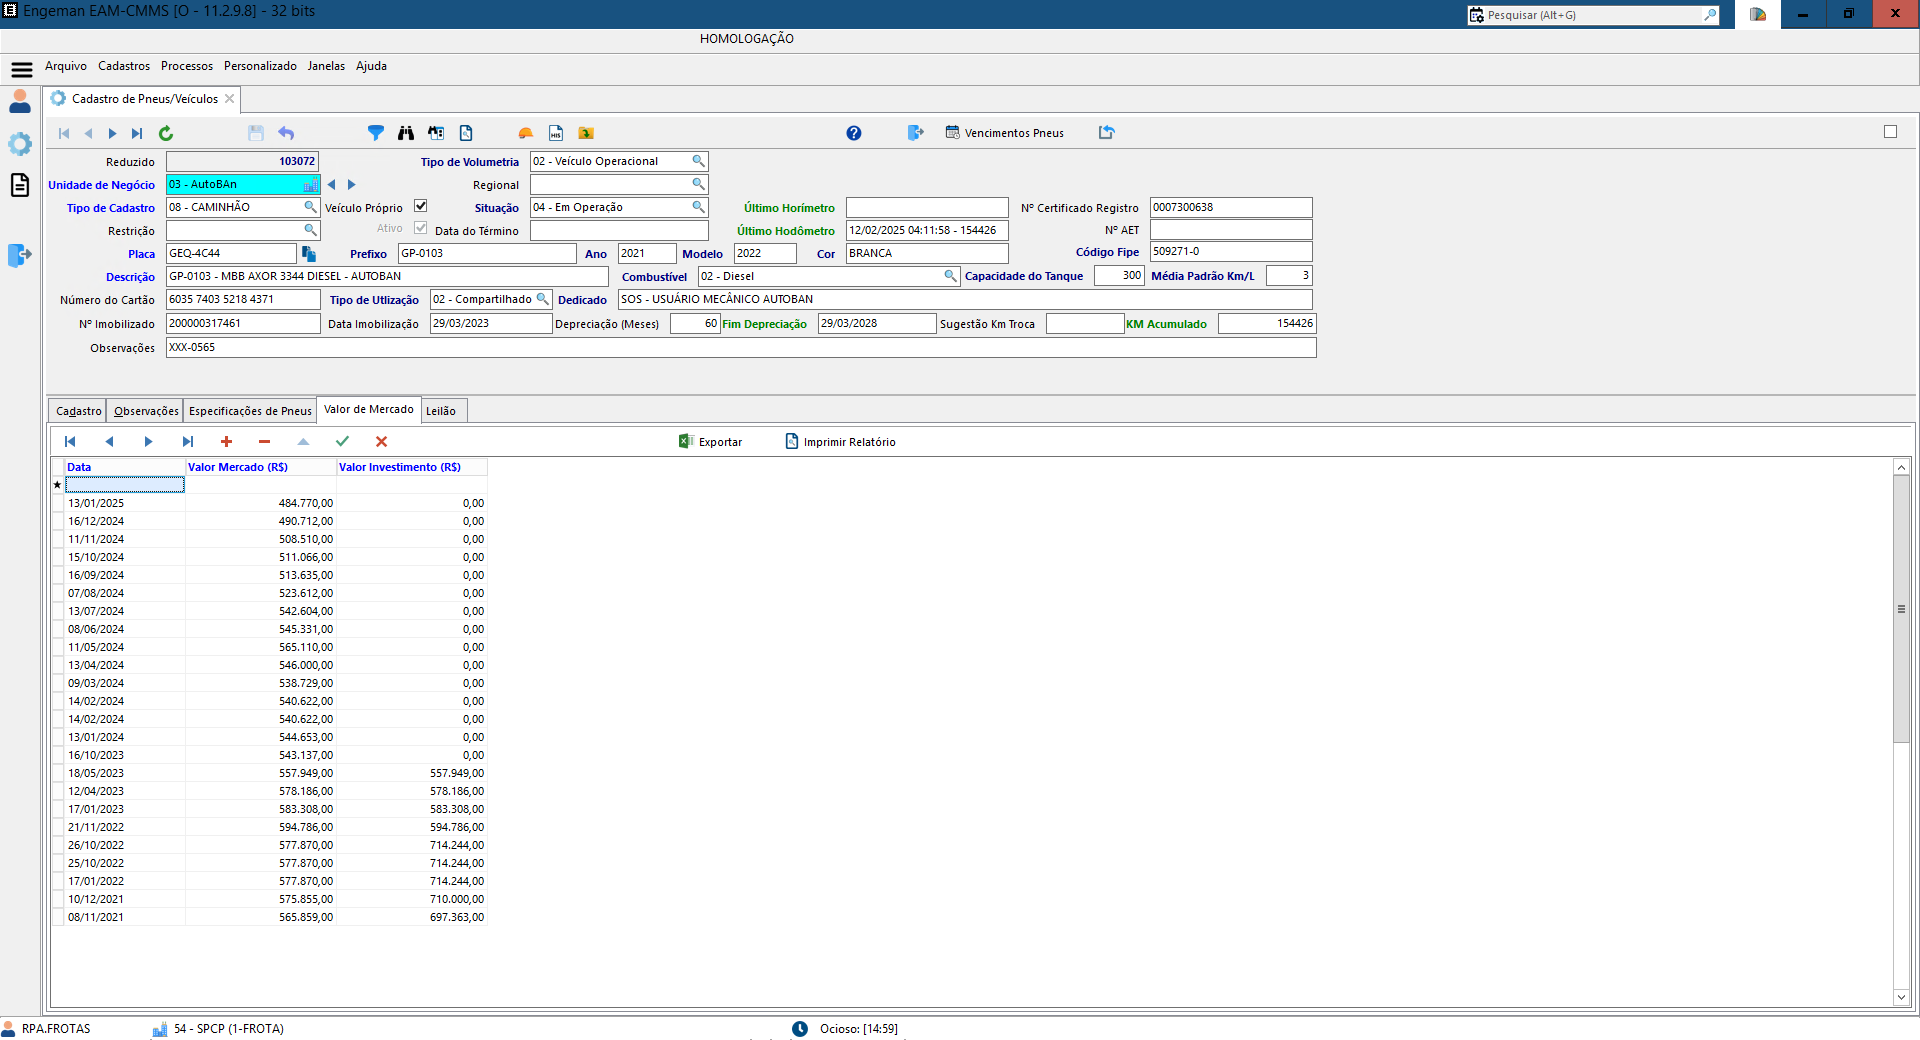 Engeman EAM-CMMS [O - 11.2.9.8] - 32 bits
Pesquisar (Alt+G)
HOMOLOGAÇÃO
Arquivo Cadastros Processos Personalizado Janelas Ajuda
Cadastro de Pneus/Veículos
Vencimentos Pneus
Reduzido 103072 Tipo de Volumetria 02 - Veículo Operacional
Unidade de Negócio 03 - AutoBAn Regional
Tipo de Cadastro 08 - CAMINHÃO Veículo Próprio Situação 04 - Em Operação Último Horímetro Nº Certificado Registro 0007300638
Restrição Ativo Data do Término Último Hodômetro 12/02/2025 04:11:58 - 154426 Nº AET
Placa GEQ-4C44 Prefixo GP-0103 Ano 2021 Modelo 2022 Cor BRANCA Código Fipe 509271-0
Descrição GP-0103 - MBB AXOR 3344 DIESEL - AUTOBAN Combustível 02 - Diesel Capacidade do Tanque 300 Média Padrão Km/L 3
Número do Cartão 6035 7403 5218 4371 Tipo de Utlização 02 - Compartilhado Dedicado SOS - USUÁRIO MECÂNICO AUTOBAN
Nº Imobilizado 200000317461 Data Imobilização 29/03/2023 Depreciação (Meses) 60 Fim Depreciação 29/03/2028 Sugestão Km Troca KM Acumulado 154426
Observações XXX-0565
Cadastro Observações Especificações de Pneus Valor de Mercado Leilão
Exportar Imprimir Relatório
Data Valor Mercado (R$) Valor Investimento (R$)
13/01/2025 484.770,00 0,00
16/12/2024 490.712,00 0,00
11/11/2024 508.510,00 0,00
15/10/2024 511.066,00 0,00
16/09/2024 513.635,00 0,00
07/08/2024 523.612,00 0,00
13/07/2024 542.604,00 0,00
08/06/2024 545.331,00 0,00
11/05/2024 565.110,00 0,00
13/04/2024 546.000,00 0,00
09/03/2024 538.729,00 0,00
14/02/2024 540.622,00 0,00
14/02/2024 540.622,00 0,00
13/01/2024 544.653,00 0,00
16/10/2023 543.137,00 0,00
18/05/2023 557.949,00 557.949,00
12/04/2023 578.186,00 578.186,00
17/01/2023 583.308,00 583.308,00
21/11/2022 594.786,00 594.786,00
26/10/2022 577.870,00 714.244,00
25/10/2022 577.870,00 714.244,00
17/01/2022 577.870,00 714.244,00
10/12/2021 575.855,00 710.000,00
08/11/2021 565.859,00 697.363,00
RPA.FROTAS 54 - SPCP (1-FROTA) Ocioso: [14:59]